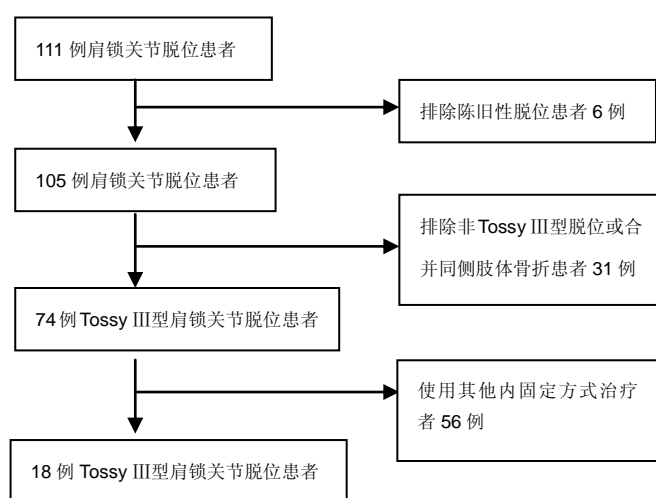 111 例肩锁关节脱位患者
排除陈旧性脱位患者 6 例
105 例肩锁关节脱位患者
排除非 Tossy Ⅲ型脱位或合
并同侧肢体骨折患者 31 例
74 例 Tossy Ⅲ型肩锁关节脱位患者
使用其他内固定方式治疗
者 56 例
18 例 Tossy Ⅲ型肩锁关节脱位患者